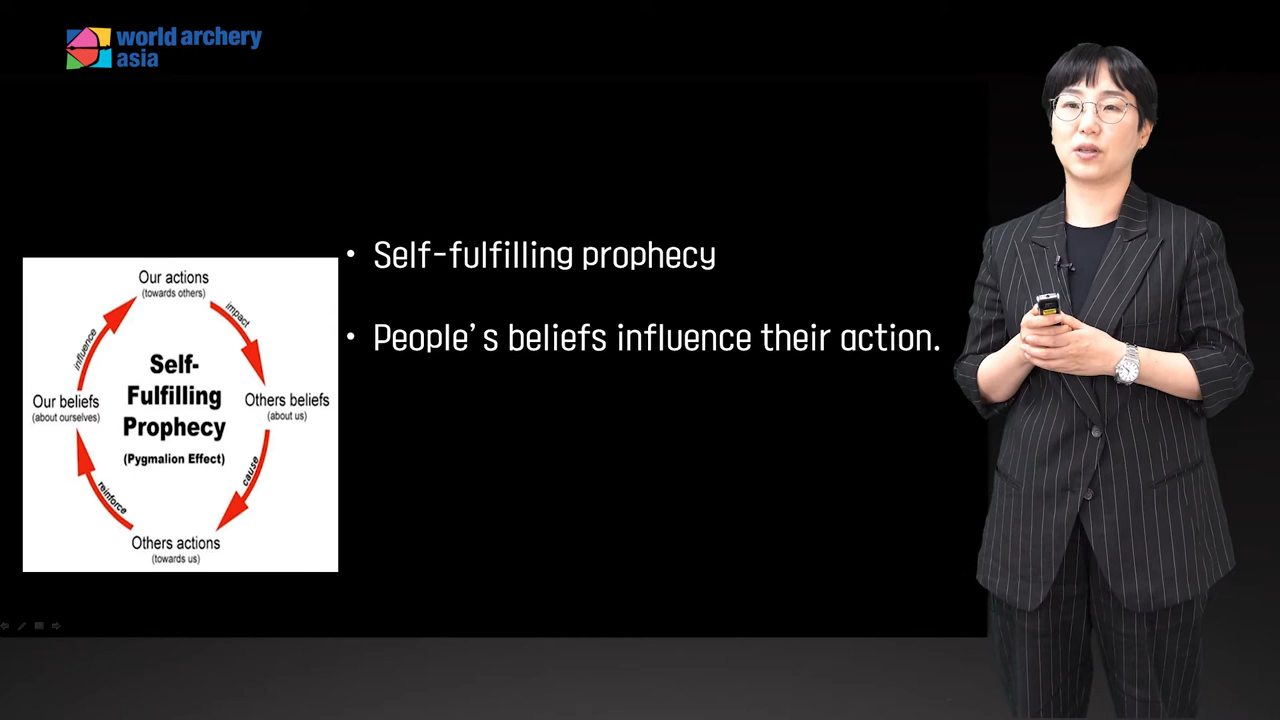 world archery
asia
• Self-fulfilling prophecy
• People’s beliefs influence their action.
Our actions
(towards others)
impact
Others beliefs
(about us)
cause
Others actions
(towards us)
reinforce
Our beliefs
(about ourselves)
influence
Self-
Fulfilling
Prophecy
(Pygmalion Effect)